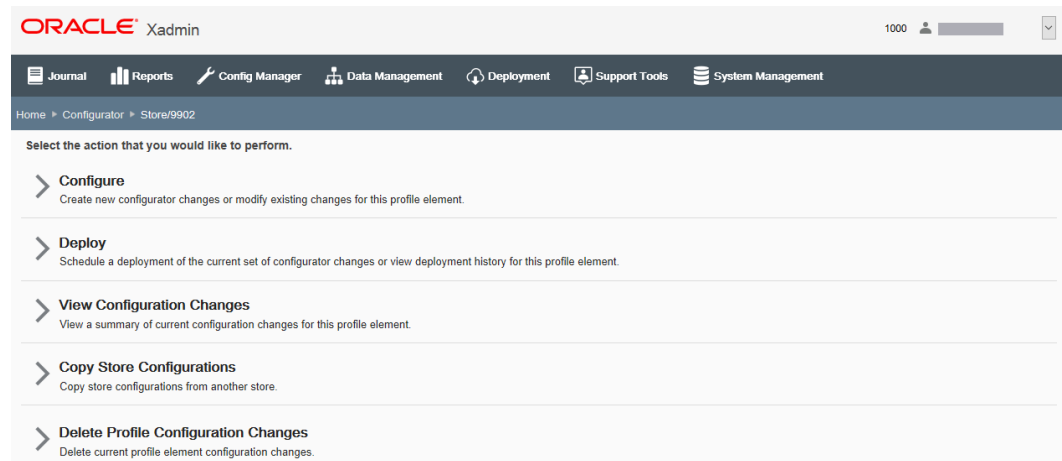 ORACLE® Xadmin
1000
Journal Reports Config Manager Data Management Deployment Support Tools System Management
Home Configurator Store/9902
Select the action that you would like to perform.
Configure
Create new configurator changes or modify existing changes for this profile element.
Deploy
Schedule a deployment of the current set of configurator changes or view deployment history for this profile element.
View Configuration Changes
View a summary of current configuration changes for this profile element.
Copy Store Configurations
Copy store configurations from another store.
Delete Profile Configuration Changes
Delete current profile element configuration changes.